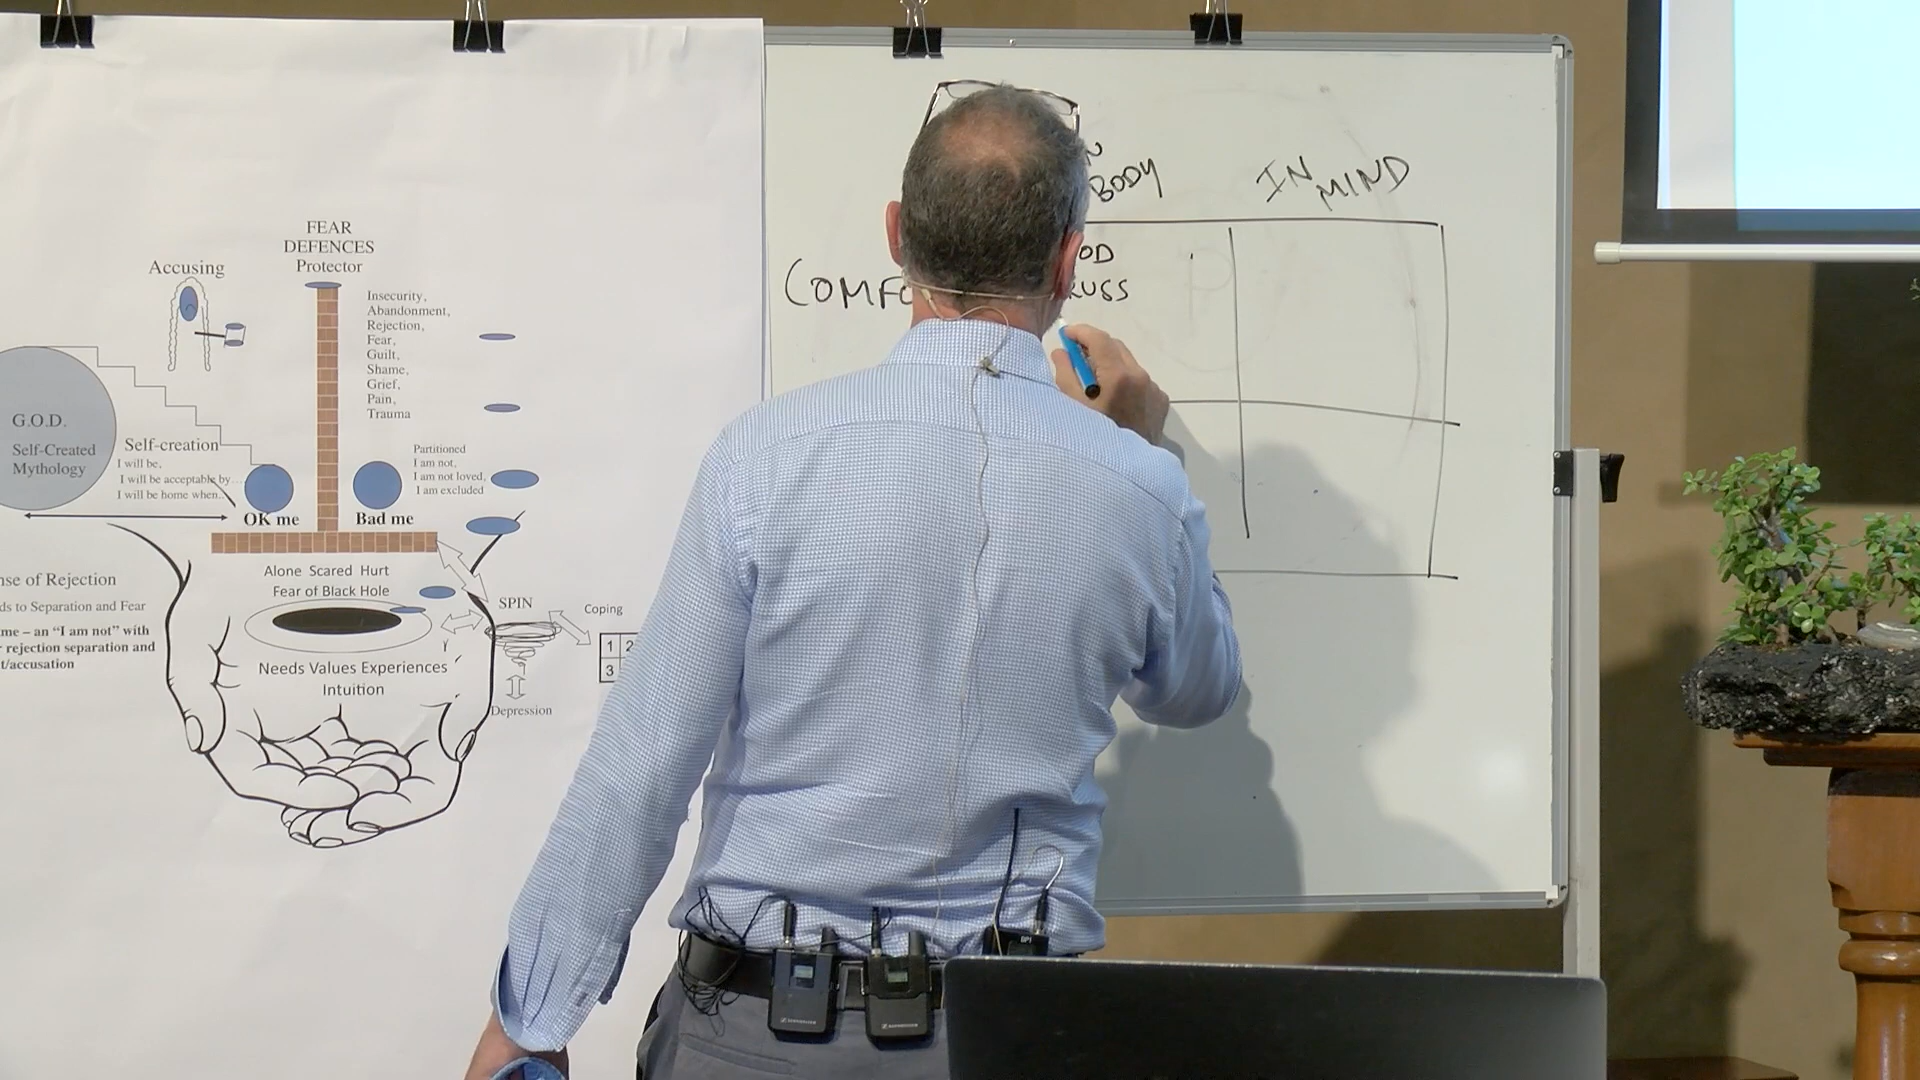 FEAR
DEFENCES
Protector
Accusing
Insecurity,
Abandonment,
Rejection,
Fear,
Guilt,
Shame,
Grief,
Pain,
Trauma
G.O.D.
Self-Created
Mythology
Self-creation
I will be,
I will be acceptable by...
I will be home when...
Partitioned
I am not,
I am not loved,
I am excluded
OK me
Bad me
Alone Scared Hurt
Fear of Black Hole
of Rejection
to Separation and Fear
me – an “I am not” with
rejection separation and
t/accusation
SPIN
Coping
1 2
3
Needs Values Experiences
Intuition
Depression
BODY
IN
MIND
COMFO
OD
RUGS